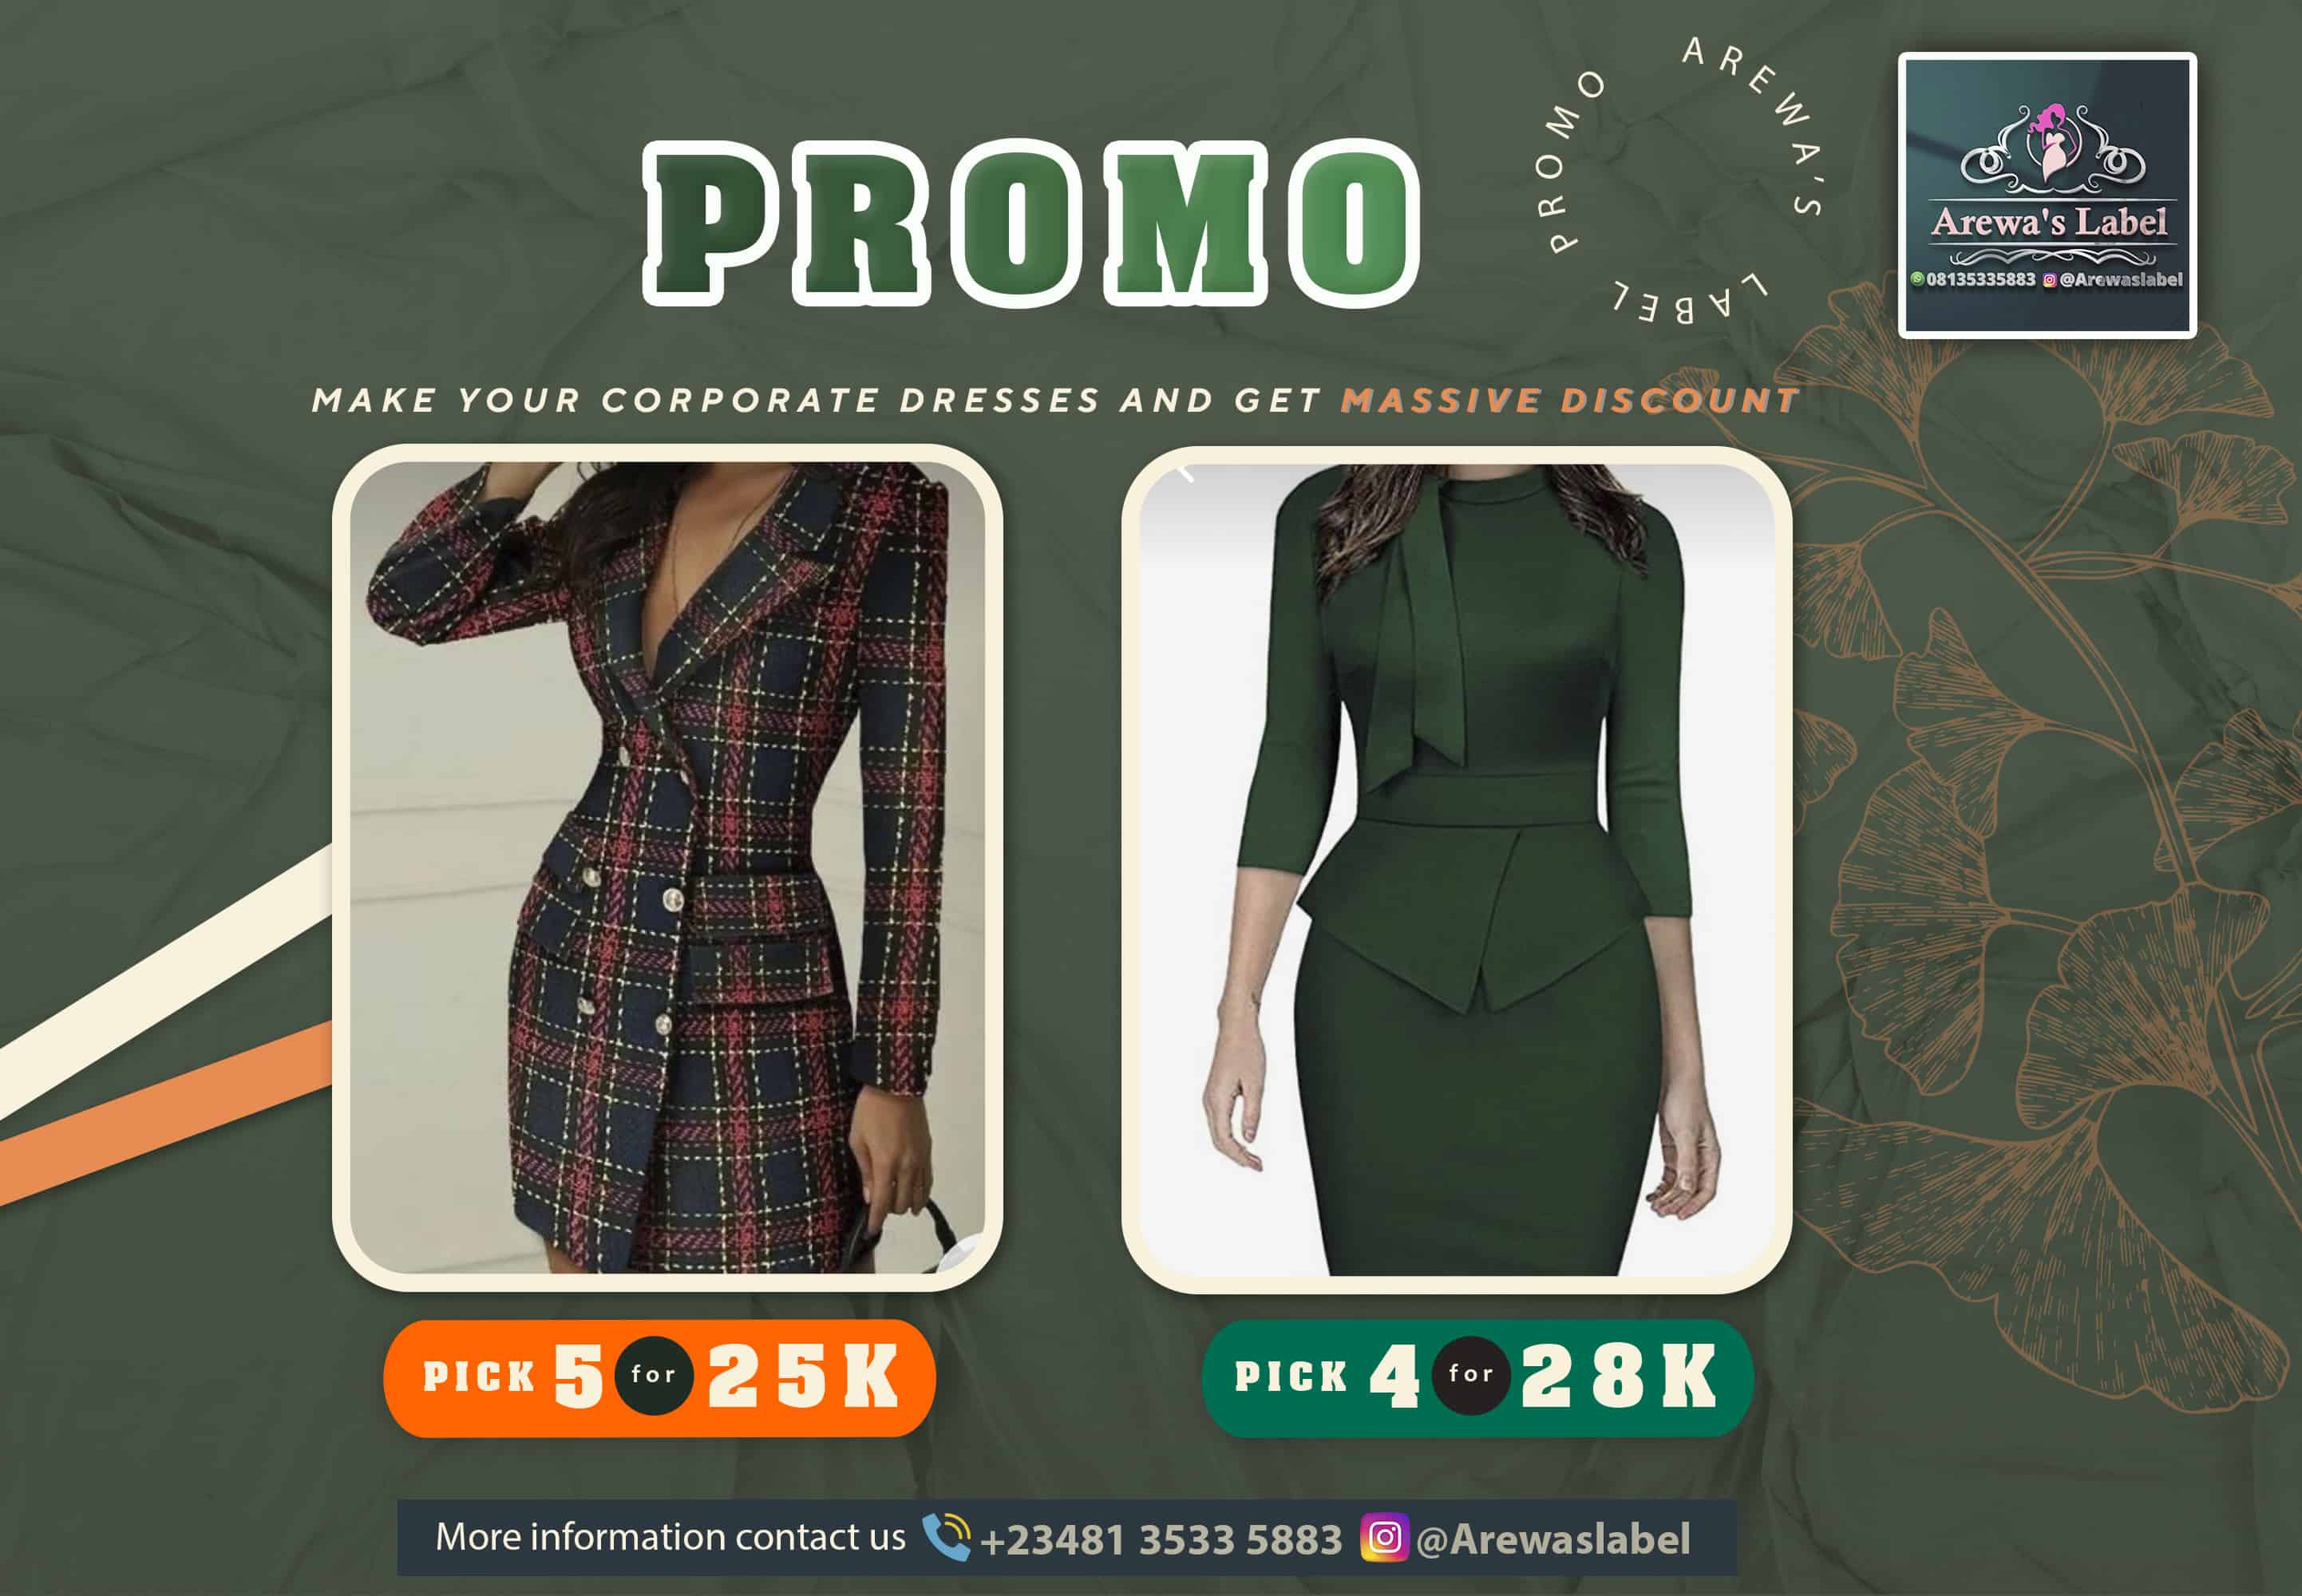 PROMO
AREWA'S LABEL PROMO
Arewa's Label
08135335883 @Arewaslabel
MAKE YOUR CORPORATE DRESSES AND GET MASSIVE DISCOUNT
PICK 5 for 25K
PICK 4 for 28K
More information contact us +23481 3533 5883 @Arewaslabel